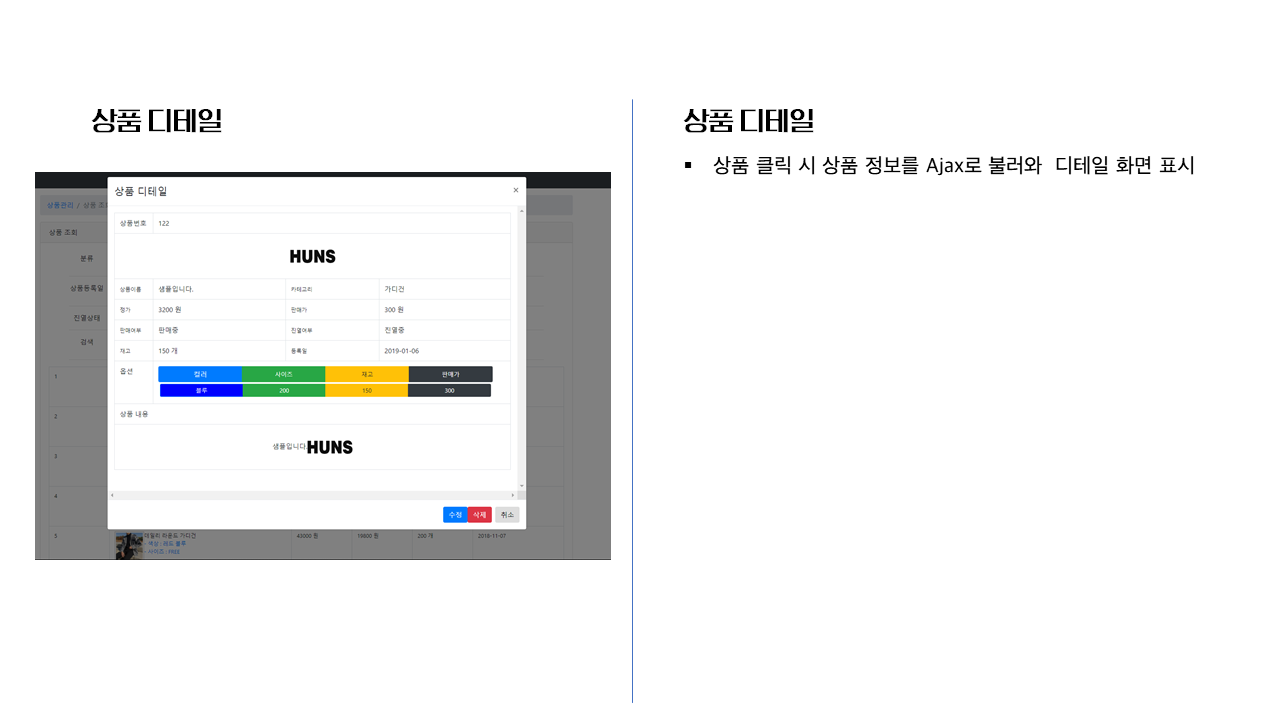 상품 디테일
상품 디테일
▪ 상품 클릭 시 상품 정보를 Ajax로 불러와 디테일 화면 표시
상품 디테일 ×
상품관리 / 상품 조회
상품 조회
분류
상품등록일
진열상태
검색
1
2
3
4
5
상품번호 122
HUNS
상품이름 샘플입니다. 카테고리 가디건
정가 3200 원 판매가 300 원
판매여부 판매중 진열여부 진열중
재고 150 개 등록일 2019-01-06
옵션 컬러 사이즈 재고 판매가
블루 200 150 300
상품 내용
샘플입니다.HUNS
수정 삭제 취소
데일리 라운드 가디건 43000 원 19800 원 200 개 2018-11-07
- 색상 : 레드 블루
- 사이즈 : FREE